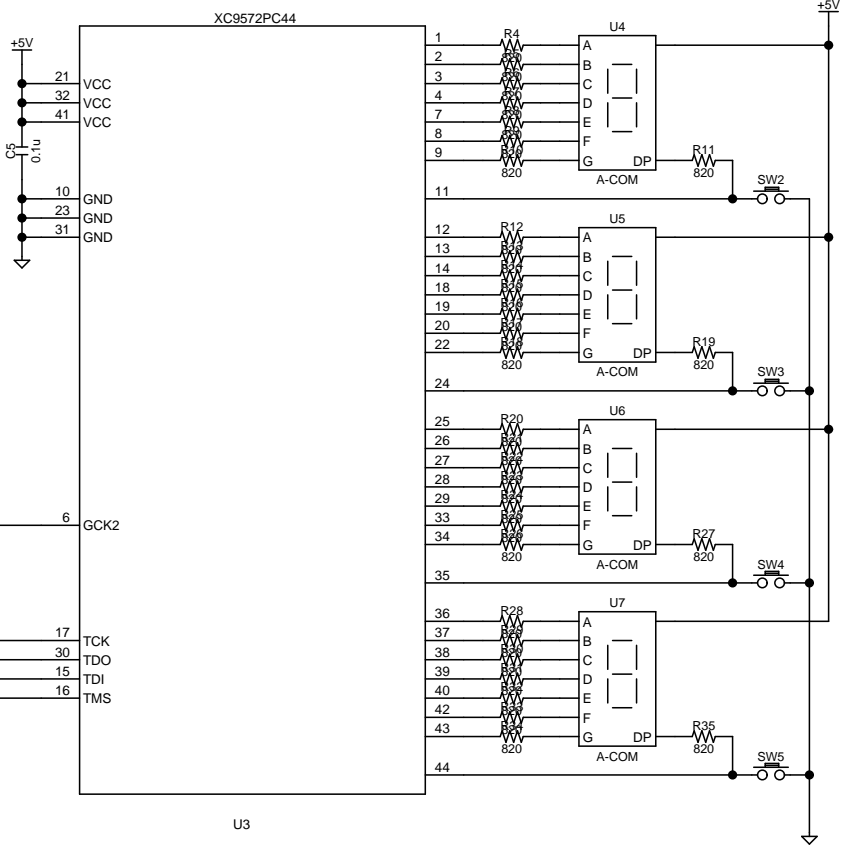 XC9572PC44
+5V
+5V
21 VCC
32 VCC
41 VCC
C5
0.1u
10 GND
23 GND
31 GND
6 GCK2
17 TCK
30 TDO
15 TDI
16 TMS
U3
U4
1 R4 A
2 B
3 C
4 D
7 E
8 F
9 G DP R11
820 820
A-COM
11 SW2
U5
12 R12 A
13 B
14 C
18 D
19 E
20 F
22 G DP R19
820 820
A-COM
24 SW3
U6
25 R20 A
26 B
27 C
28 D
29 E
33 F
34 G DP R27
820 820
A-COM
35 SW4
U7
36 R28 A
37 B
38 C
39 D
40 E
42 F
43 G DP R35
820 820
A-COM
44 SW5